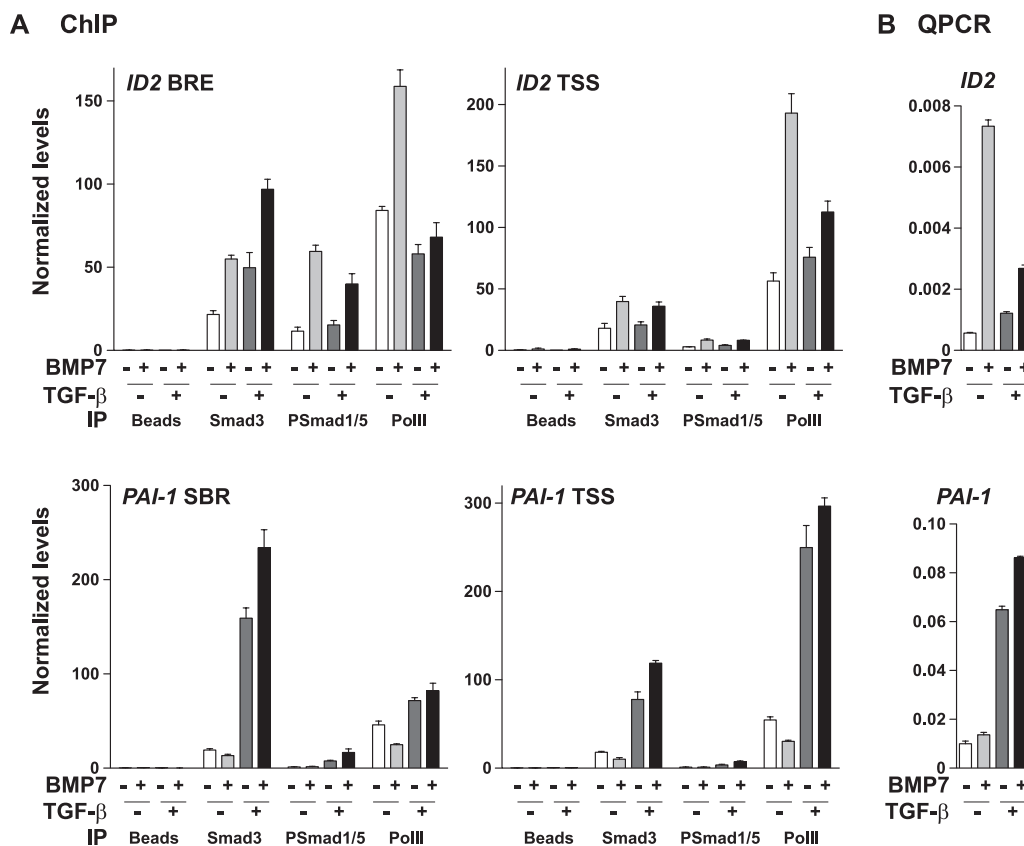 A ChIP
B QPCR
ID2 BRE
Normalized levels
150
100
50
0
BMP7 - + - + - + - + - + - + - + - +
TGF-β - + - + - + - +
IP Beads Smad3 PSmad1/5 PolII
ID2 TSS
200
150
100
50
0
- + - + - + - + - + - + - + - +
- + - + - + - +
Beads Smad3 PSmad1/5 PolII
ID2
0.008
0.006
0.004
0.002
0
BMP7 - + - +
TGF-β - +
PAI-1 SBR
Normalized levels
300
200
100
0
BMP7 - + - + - + - + - + - + - + - +
TGF-β - + - + - + - +
IP Beads Smad3 PSmad1/5 PolII
PAI-1 TSS
300
200
100
0
- + - + - + - + - + - + - + - +
- + - + - + - +
Beads Smad3 PSmad1/5 PolII
PAI-1
0.10
0.08
0.06
0.04
0.02
0
BMP7 - + - +
TGF-β - +